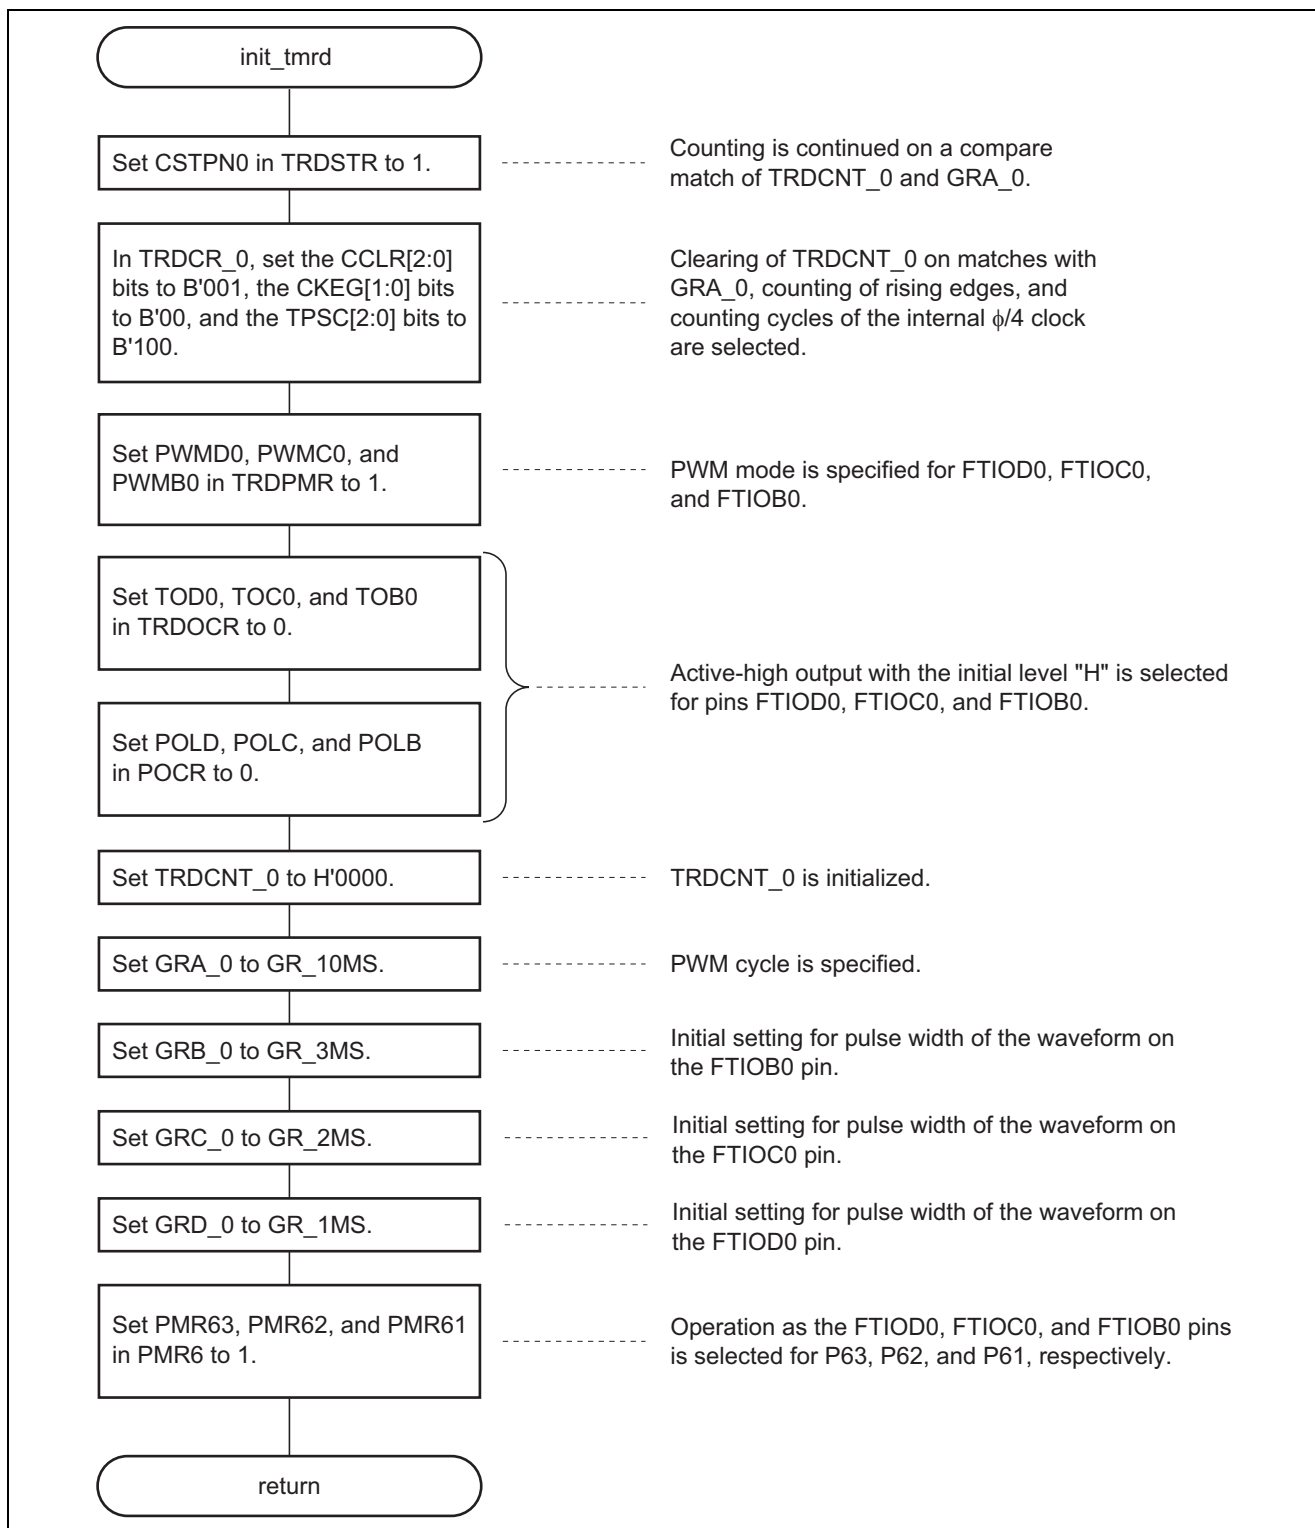 init_tmrd
Set CSTPN0 in TRDSTR to 1.
Counting is continued on a compare
match of TRDCNT_0 and GRA_0.
In TRDCR_0, set the CCLR[2:0]
bits to B'001, the CKEG[1:0] bits
to B'00, and the TPSC[2:0] bits to
B'100.
Clearing of TRDCNT_0 on matches with
GRA_0, counting of rising edges, and
counting cycles of the internal ϕ/4 clock
are selected.
Set PWMD0, PWMC0, and
PWMB0 in TRDPMR to 1.
PWM mode is specified for FTIOD0, FTIOC0,
and FTIOB0.
Set TOD0, TOC0, and TOB0
in TRDOCR to 0.
Set POLD, POLC, and POLB
in POCR to 0.
Active-high output with the initial level "H" is selected
for pins FTIOD0, FTIOC0, and FTIOB0.
Set TRDCNT_0 to H'0000.
TRDCNT_0 is initialized.
Set GRA_0 to GR_10MS.
PWM cycle is specified.
Set GRB_0 to GR_3MS.
Initial setting for pulse width of the waveform on
the FTIOB0 pin.
Set GRC_0 to GR_2MS.
Initial setting for pulse width of the waveform on
the FTIOC0 pin.
Set GRD_0 to GR_1MS.
Initial setting for pulse width of the waveform on
the FTIOD0 pin.
Set PMR63, PMR62, and PMR61
in PMR6 to 1.
Operation as the FTIOD0, FTIOC0, and FTIOB0 pins
is selected for P63, P62, and P61, respectively.
return